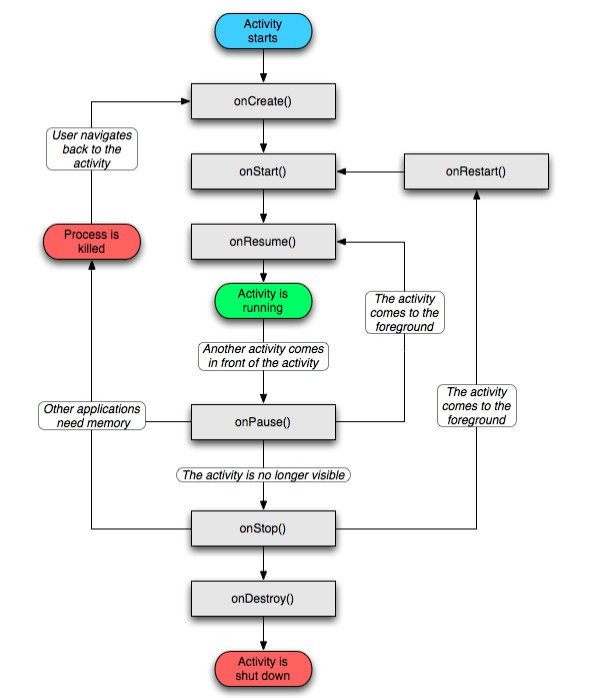 Activity
starts
onCreate()
User navigates
back to the
activity
onStart()
onRestart()
Process is
killed
onResume()
Activity is
running
The activity
comes to the
foreground
Another activity comes
in front of the activity
The activity
comes to the
foreground
Other applications
need memory
onPause()
The activity is no longer visible
onStop()
onDestroy()
Activity is
shut down